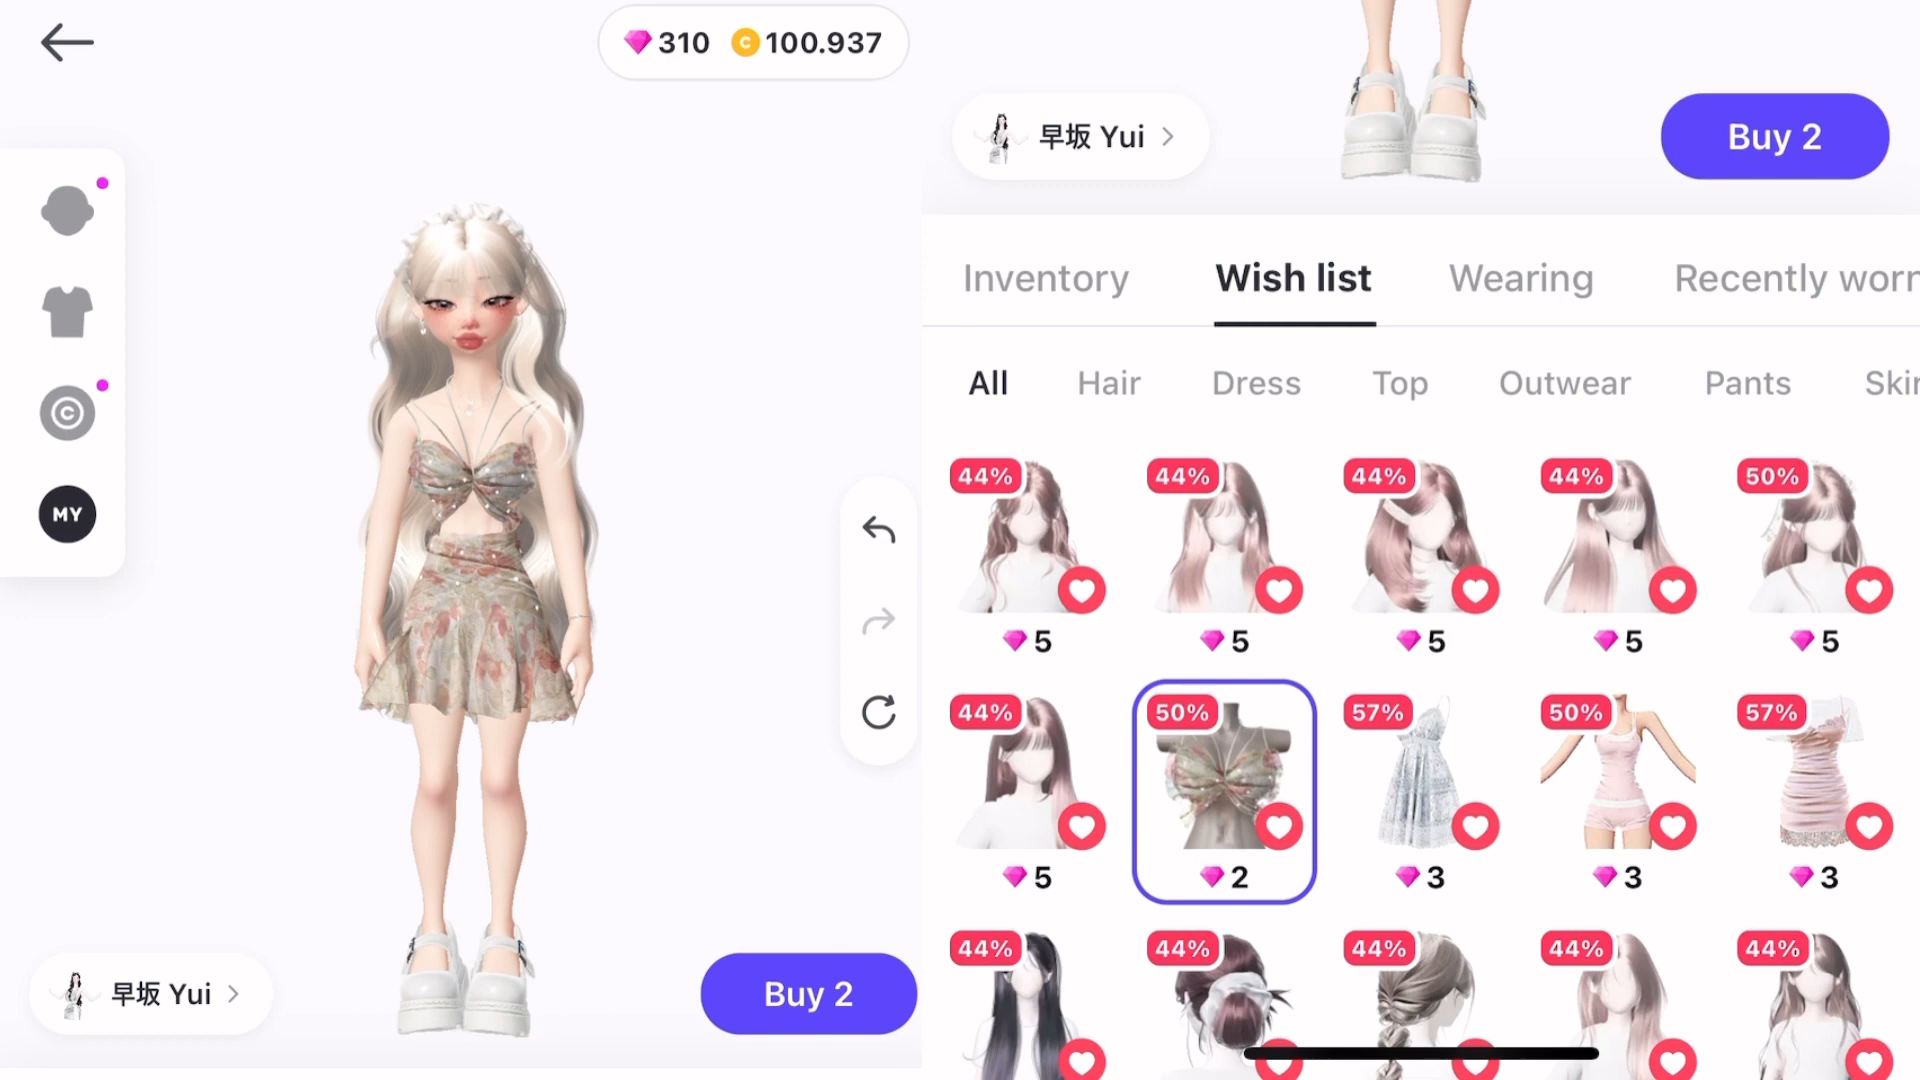 310 C 100.937
C
MY
早坂 Yui
Buy 2
早坂 Yui
Buy 2
Inventory Wish list Wearing Recently worn
All Hair Dress Top Outwear Pants Skir
44% 44% 44% 44% 50%
5 5 5 5 5
44% 50% 57% 50% 57%
5 2 3 3 3
44% 44% 44% 44% 44%